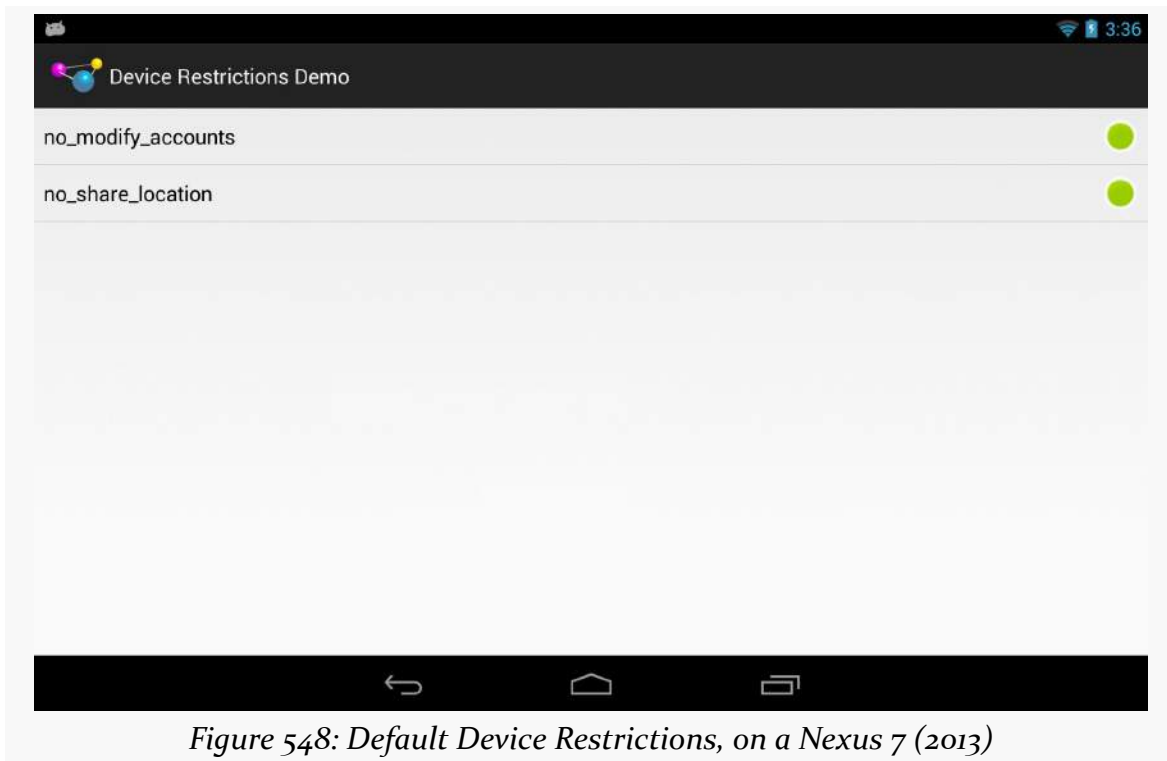 3:36
Device Restrictions Demo
no_modify_accounts
no_share_location
Figure 548: Default Device Restrictions, on a Nexus 7 (2013)